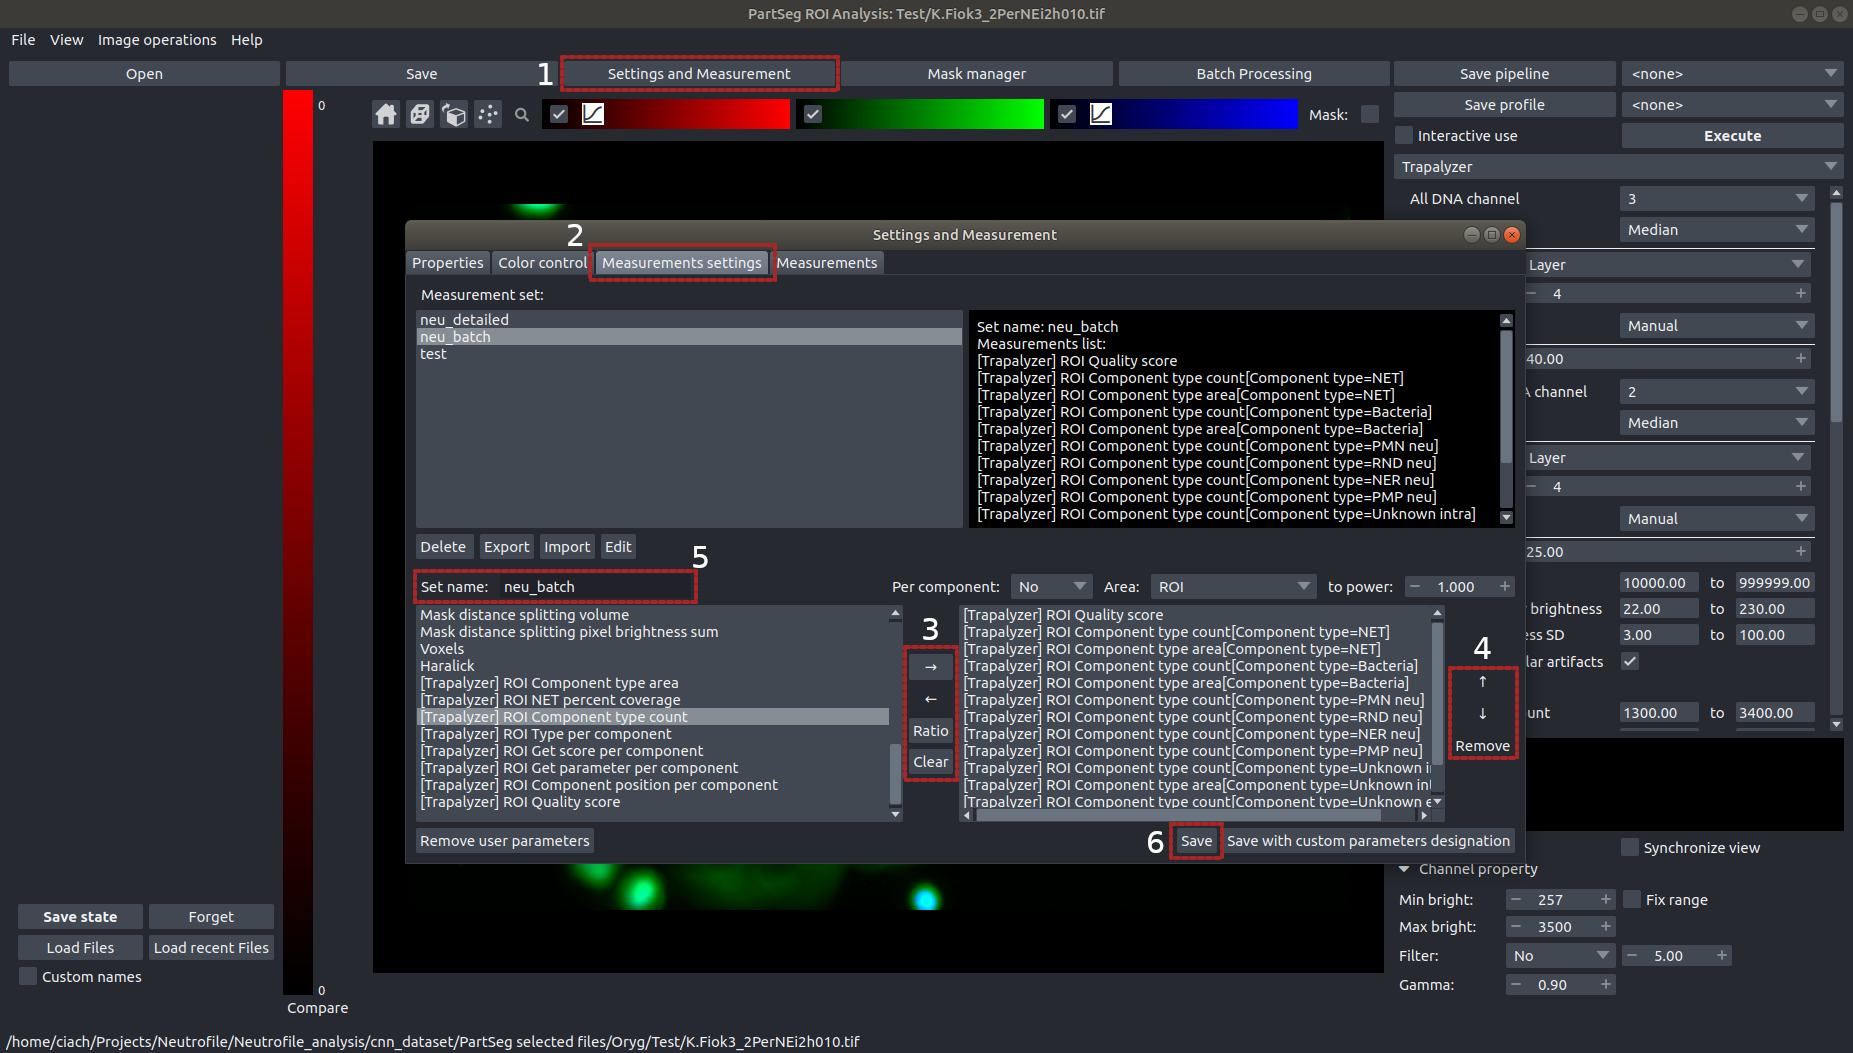 PartSeg ROI Analysis: Test/K.Fiok3_2PerNEi2h010.tif
File View Image operations Help
Open Save 1 Settings and Measurement Mask manager Batch Processing Save pipeline <none>
0 Mask: Save profile <none>
Interactive use Execute
Trapalyzer
All DNA channel 3
Median
2 Settings and Measurement
Properties Color control Measurements settings Measurements
Layer
4
Measurement set:
Manual
neu_detailed
neu_batch
test
Set name: neu_batch
Measurements list:
[Trapalyzer] ROI Quality score
[Trapalyzer] ROI Component type count[Component type=NET]
[Trapalyzer] ROI Component type area[Component type=NET]
[Trapalyzer] ROI Component type count[Component type=Bacteria]
[Trapalyzer] ROI Component type area[Component type=Bacteria]
[Trapalyzer] ROI Component type count[Component type=PMN neu]
[Trapalyzer] ROI Component type count[Component type=RND neu]
[Trapalyzer] ROI Component type count[Component type=NER neu]
[Trapalyzer] ROI Component type count[Component type=PMP neu]
[Trapalyzer] ROI Component type count[Component type=Unknown intra]
40.00
A channel 2
Median
Layer
4
Manual
25.00
Delete Export Import Edit 5
Set name: neu_batch Per component: No Area: ROI to power: 1.000
10000.00 to 999999.00
brightness 22.00 to 230.00
ess SD 3.00 to 100.00
lar artifacts
unt 1300.00 to 3400.00
Mask distance splitting volume
Mask distance splitting pixel brightness sum
Voxels
Haralick
[Trapalyzer] ROI Component type area
[Trapalyzer] ROI NET percent coverage
[Trapalyzer] ROI Component type count
[Trapalyzer] ROI Type per component
[Trapalyzer] ROI Get score per component
[Trapalyzer] ROI Get parameter per component
[Trapalyzer] ROI Component position per component
[Trapalyzer] ROI Quality score
3
→
←
Ratio
Clear
[Trapalyzer] ROI Quality score
[Trapalyzer] ROI Component type count[Component type=NET]
[Trapalyzer] ROI Component type area[Component type=NET]
[Trapalyzer] ROI Component type count[Component type=Bacteria]
[Trapalyzer] ROI Component type area[Component type=Bacteria]
[Trapalyzer] ROI Component type count[Component type=PMN neu]
[Trapalyzer] ROI Component type count[Component type=RND neu]
[Trapalyzer] ROI Component type count[Component type=NER neu]
[Trapalyzer] ROI Component type count[Component type=PMP neu]
[Trapalyzer] ROI Component type count[Component type=Unknown i
[Trapalyzer] ROI Component type area[Component type=Unknown in
[Trapalyzer] ROI Component type count[Component type=Unknown e
4
↑
↓
Remove
Remove user parameters 6 Save Save with custom parameters designation
Synchronize view
Channel property
Min bright: 257 Fix range
Max bright: 3500
Filter: No 5.00
Gamma: 0.90
Save state Forget
Load Files Load recent Files
Custom names
0
Compare
/home/ciach/Projects/Neutrofile/Neutrofile_analysis/cnn_dataset/PartSeg selected files/Oryg/Test/K.Fiok3_2PerNEi2h010.tif